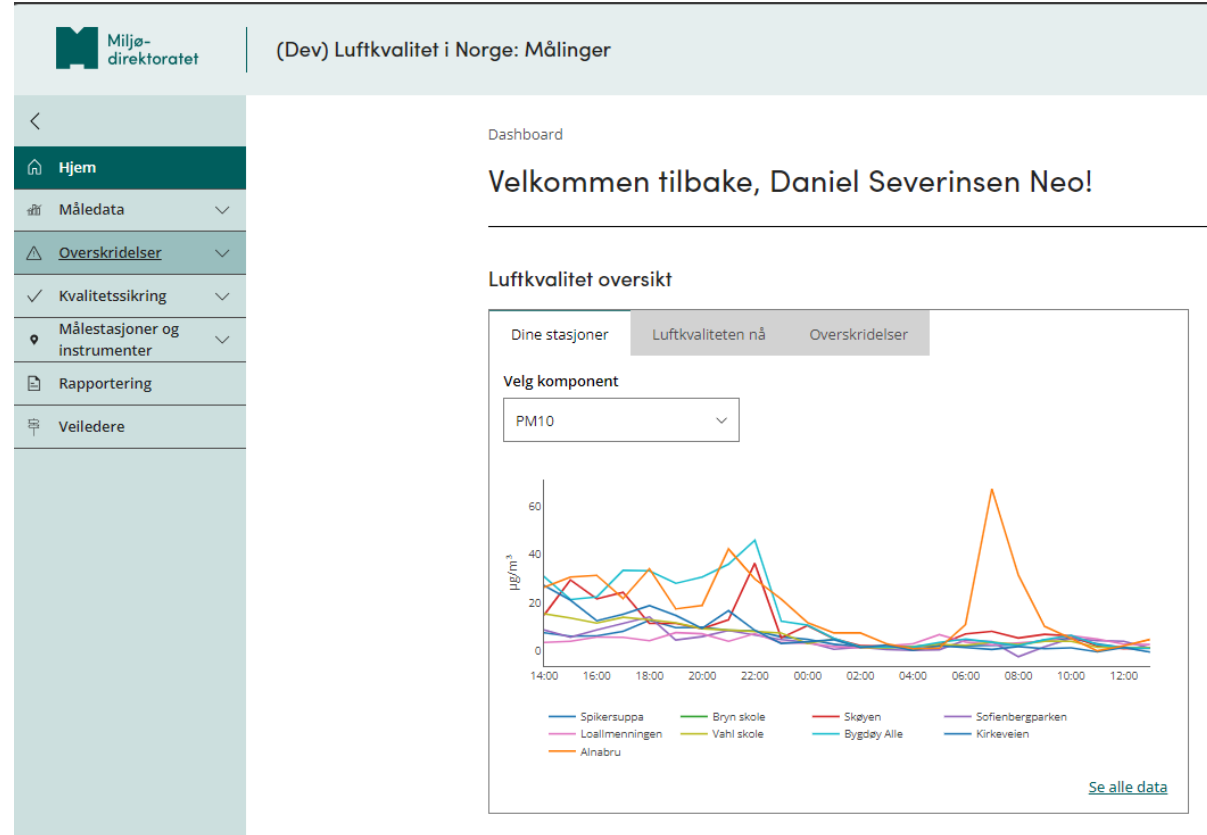 Miljø-
direktoratet
(Dev) Luftkvalitet i Norge: Målinger
Hjem
Måledata
Overskridelser
Kvalitetssikring
Målestasjoner og
instrumenter
Rapportering
Veiledere
Dashboard
Velkommen tilbake, Daniel Severinsen Neo!
Luftkvalitet oversikt
Dine stasjoner Luftkvaliteten nå Overskridelser
Velg komponent
PM10
60
40
20
0
µg/m³
14:00 16:00 18:00 20:00 22:00 00:00 02:00 04:00 06:00 08:00 10:00 12:00
Spikersuppa Bryn skole Skøyen Sofienbergparken
Loallmenningen Vahl skole Bygdøy Alle Kirkeveien
Alnabru
Se alle data